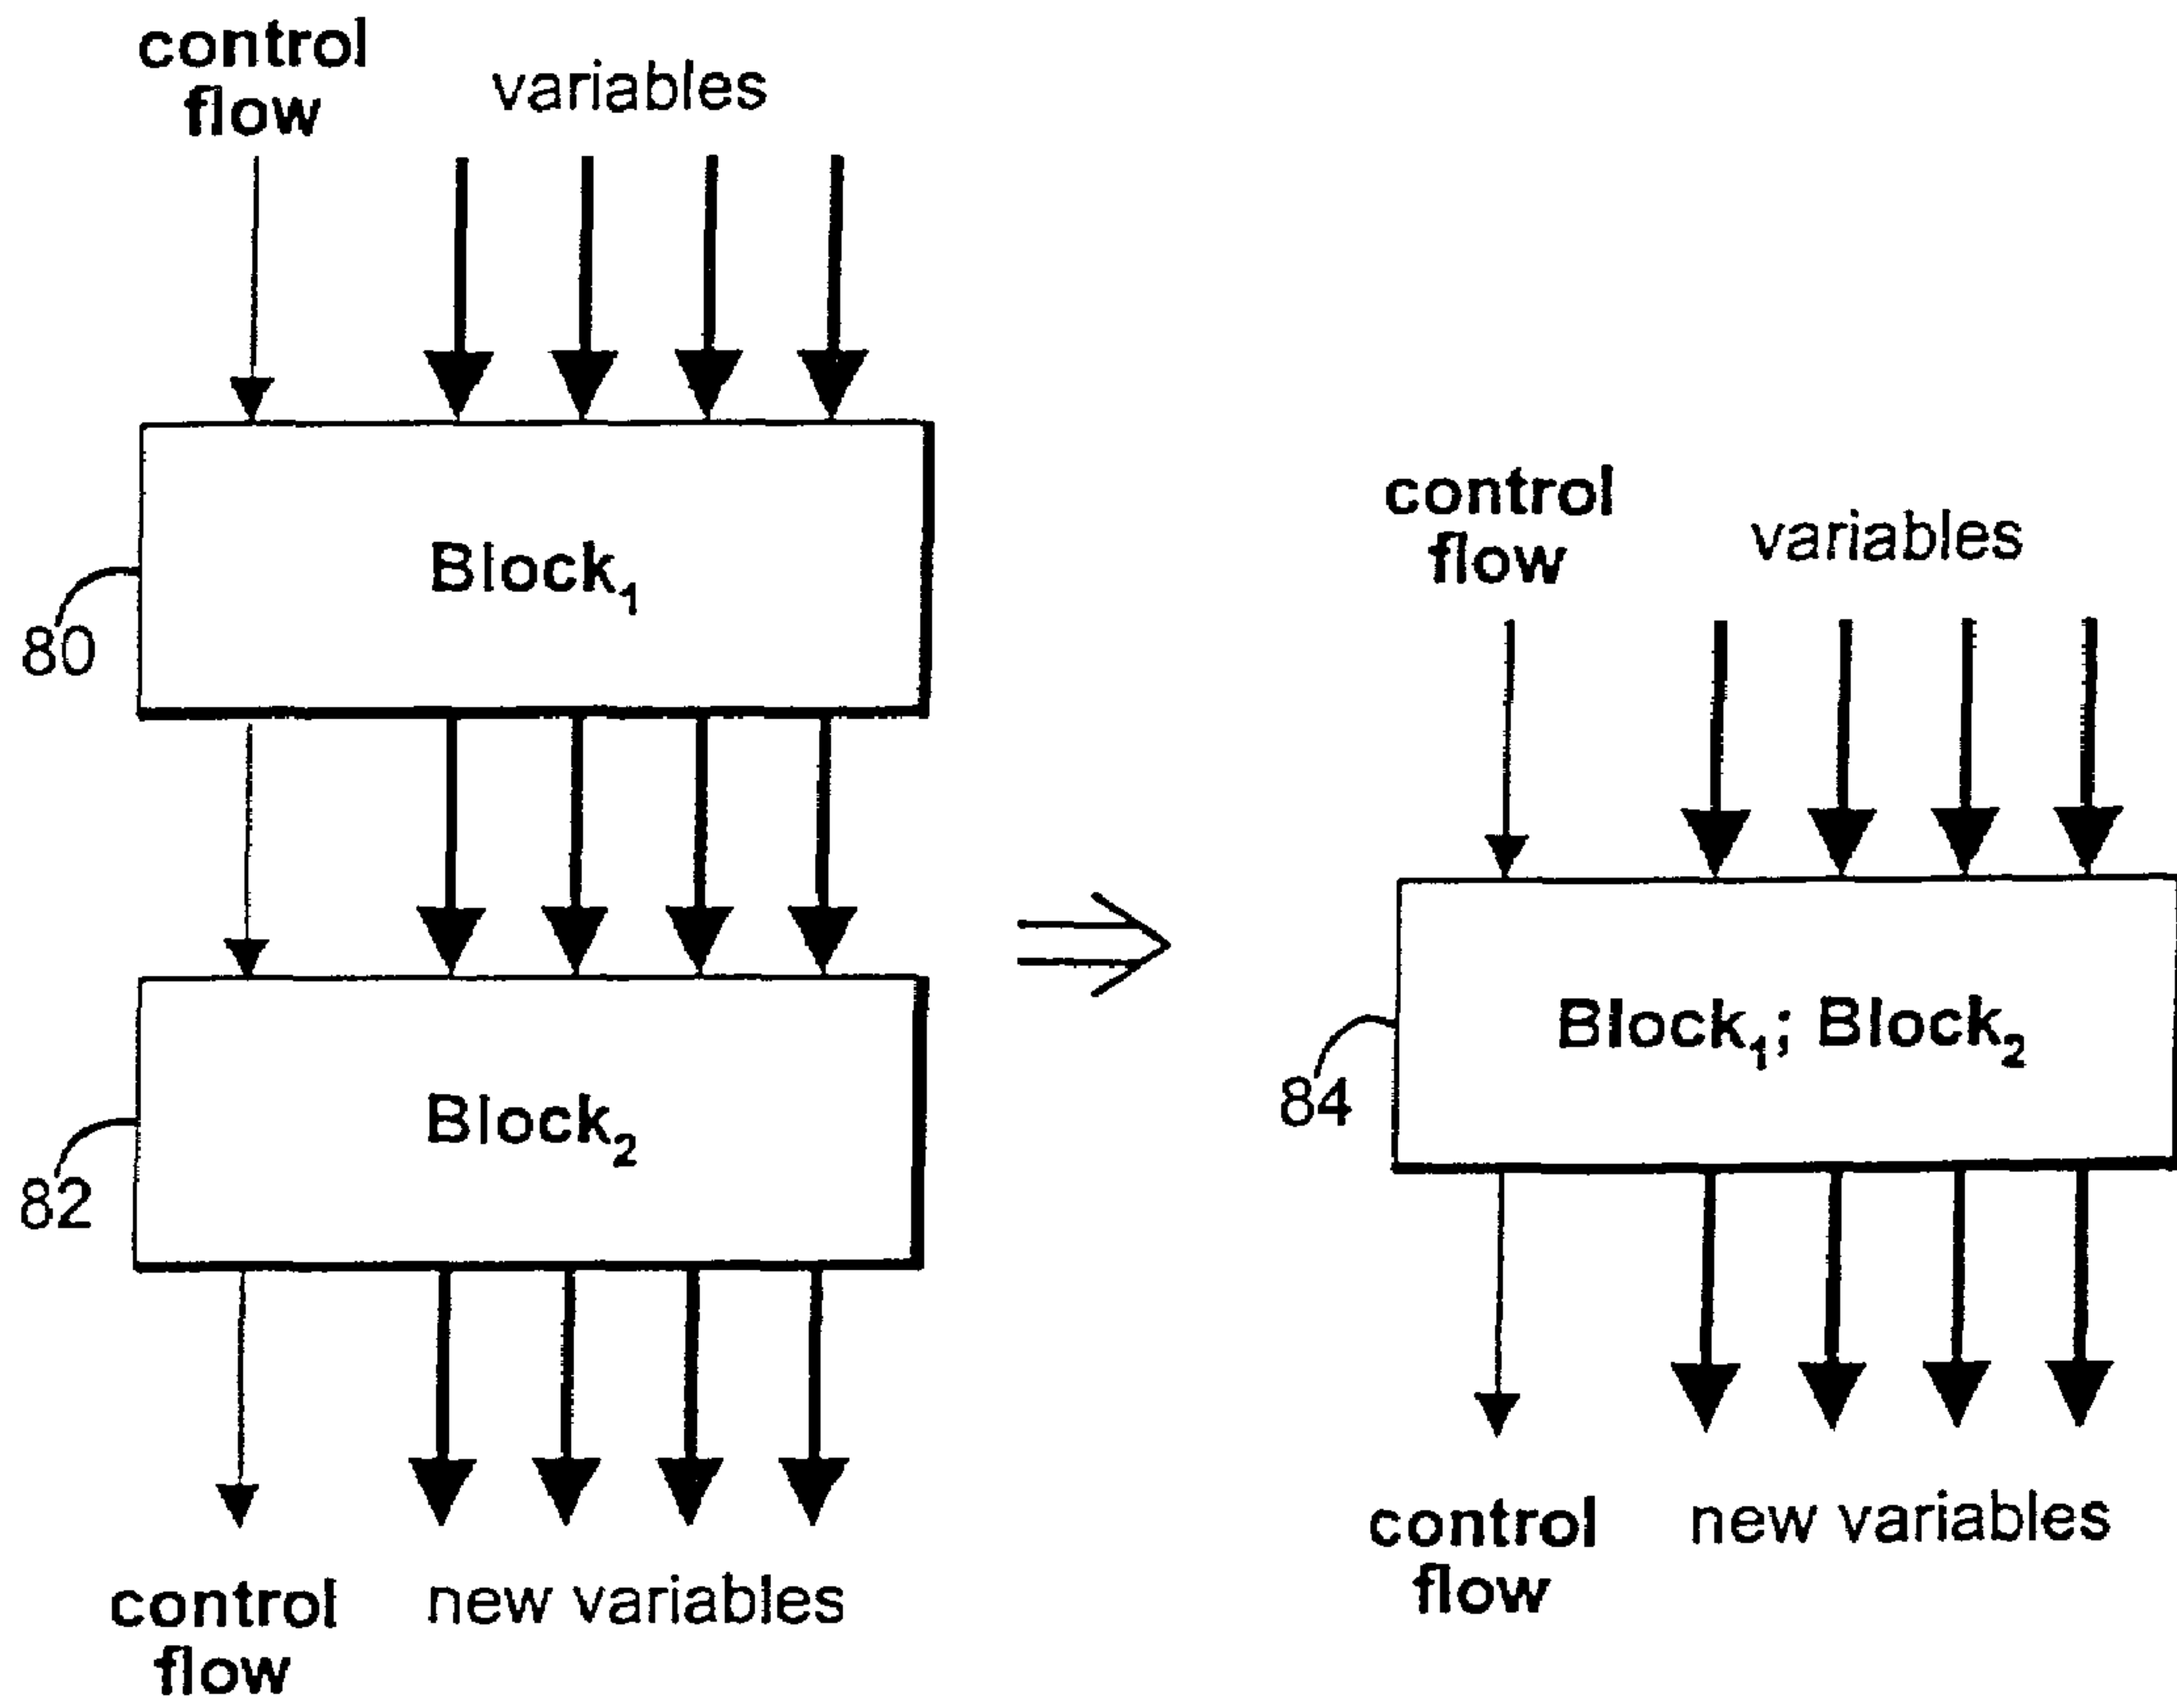 control
flow
variables
Block₁
80
Block₂
82
control
flow
new variables
control
flow
variables
Block₁; Block₂
84
control
flow
new variables